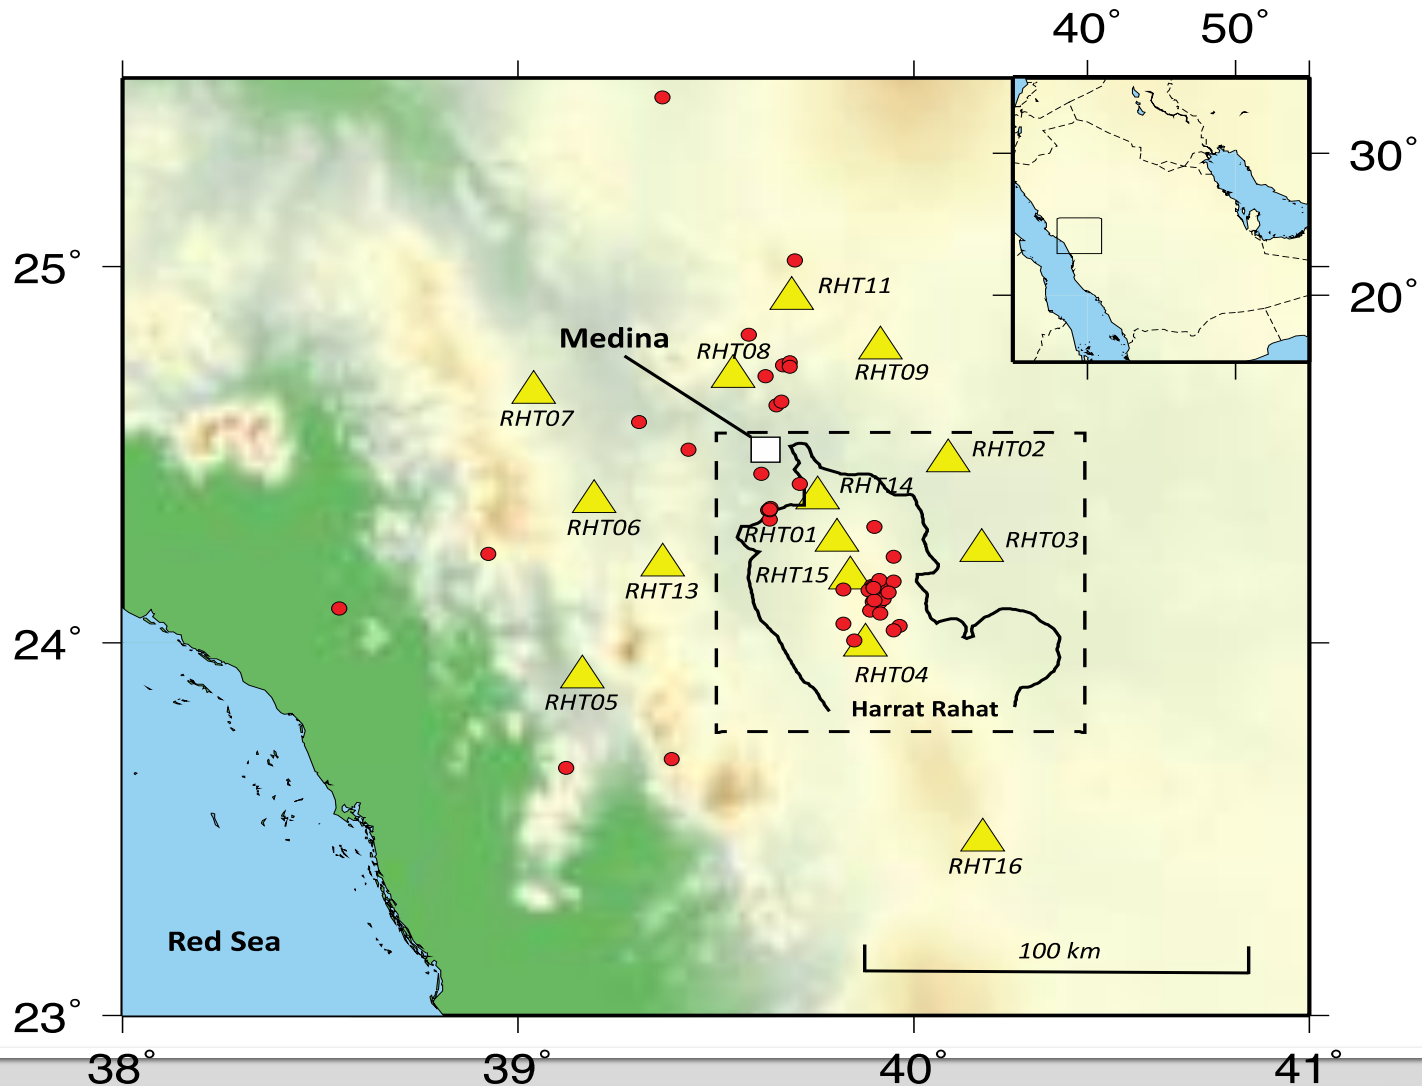 40° 50°
30°
25°
RHT11
20°
Medina
RHT08
RHT09
RHT07
RHT02
RHT14
RHT06
RHT01
RHT03
RHT15
RHT13
24°
RHT04
RHT05
Harrat Rahat
RHT16
Red Sea
100 km
23°
38° 39° 40° 41°